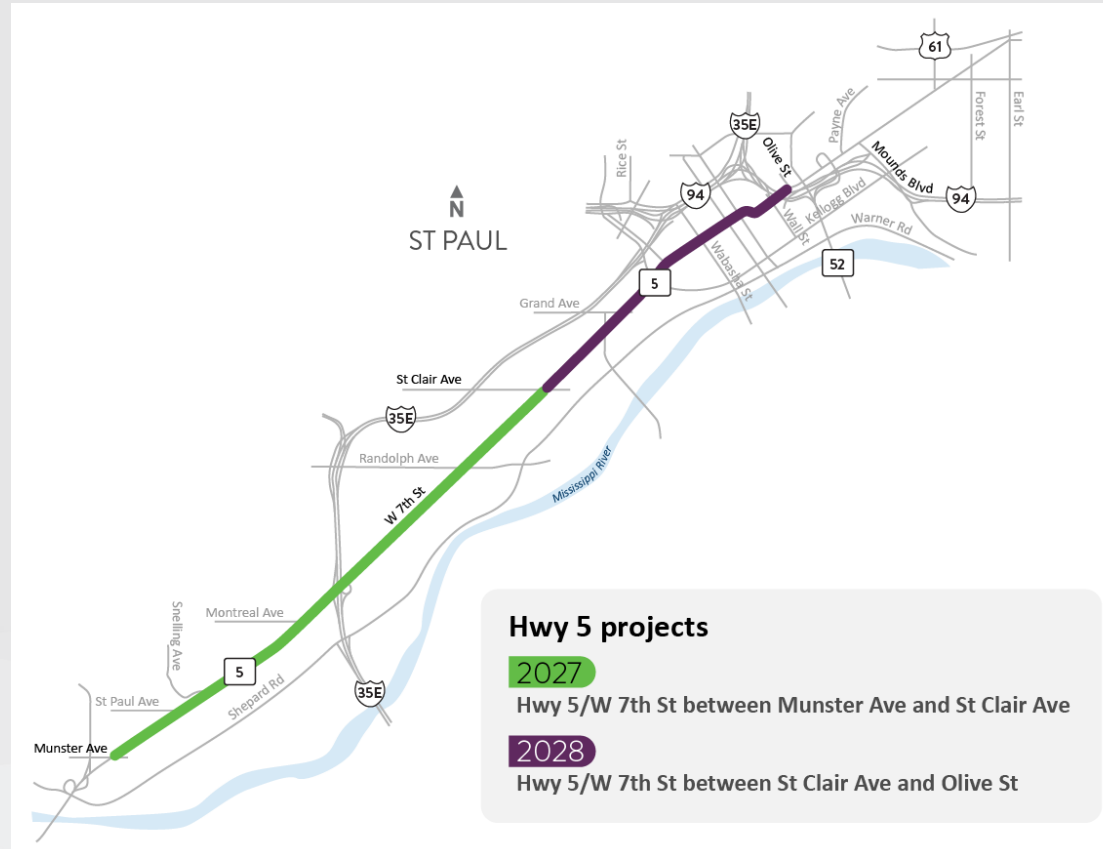 61
Payne Ave
Forest St
Earl St
35E
Olive St
Rice St
Mounds Blvd
94
94
Kellogg Blvd
N
ST PAUL
Wall St
Warner Rd
Wabasha St
52
5
Grand Ave
St Clair Ave
35E
Randolph Ave
Mississippi River
W 7th St
Montreal Ave
Snelling Ave
5
35E
St Paul Ave
Shepard Rd
Munster Ave
Hwy 5 projects
2027
Hwy 5/W 7th St between Munster Ave and St Clair Ave
2028
Hwy 5/W 7th St between St Clair Ave and Olive St